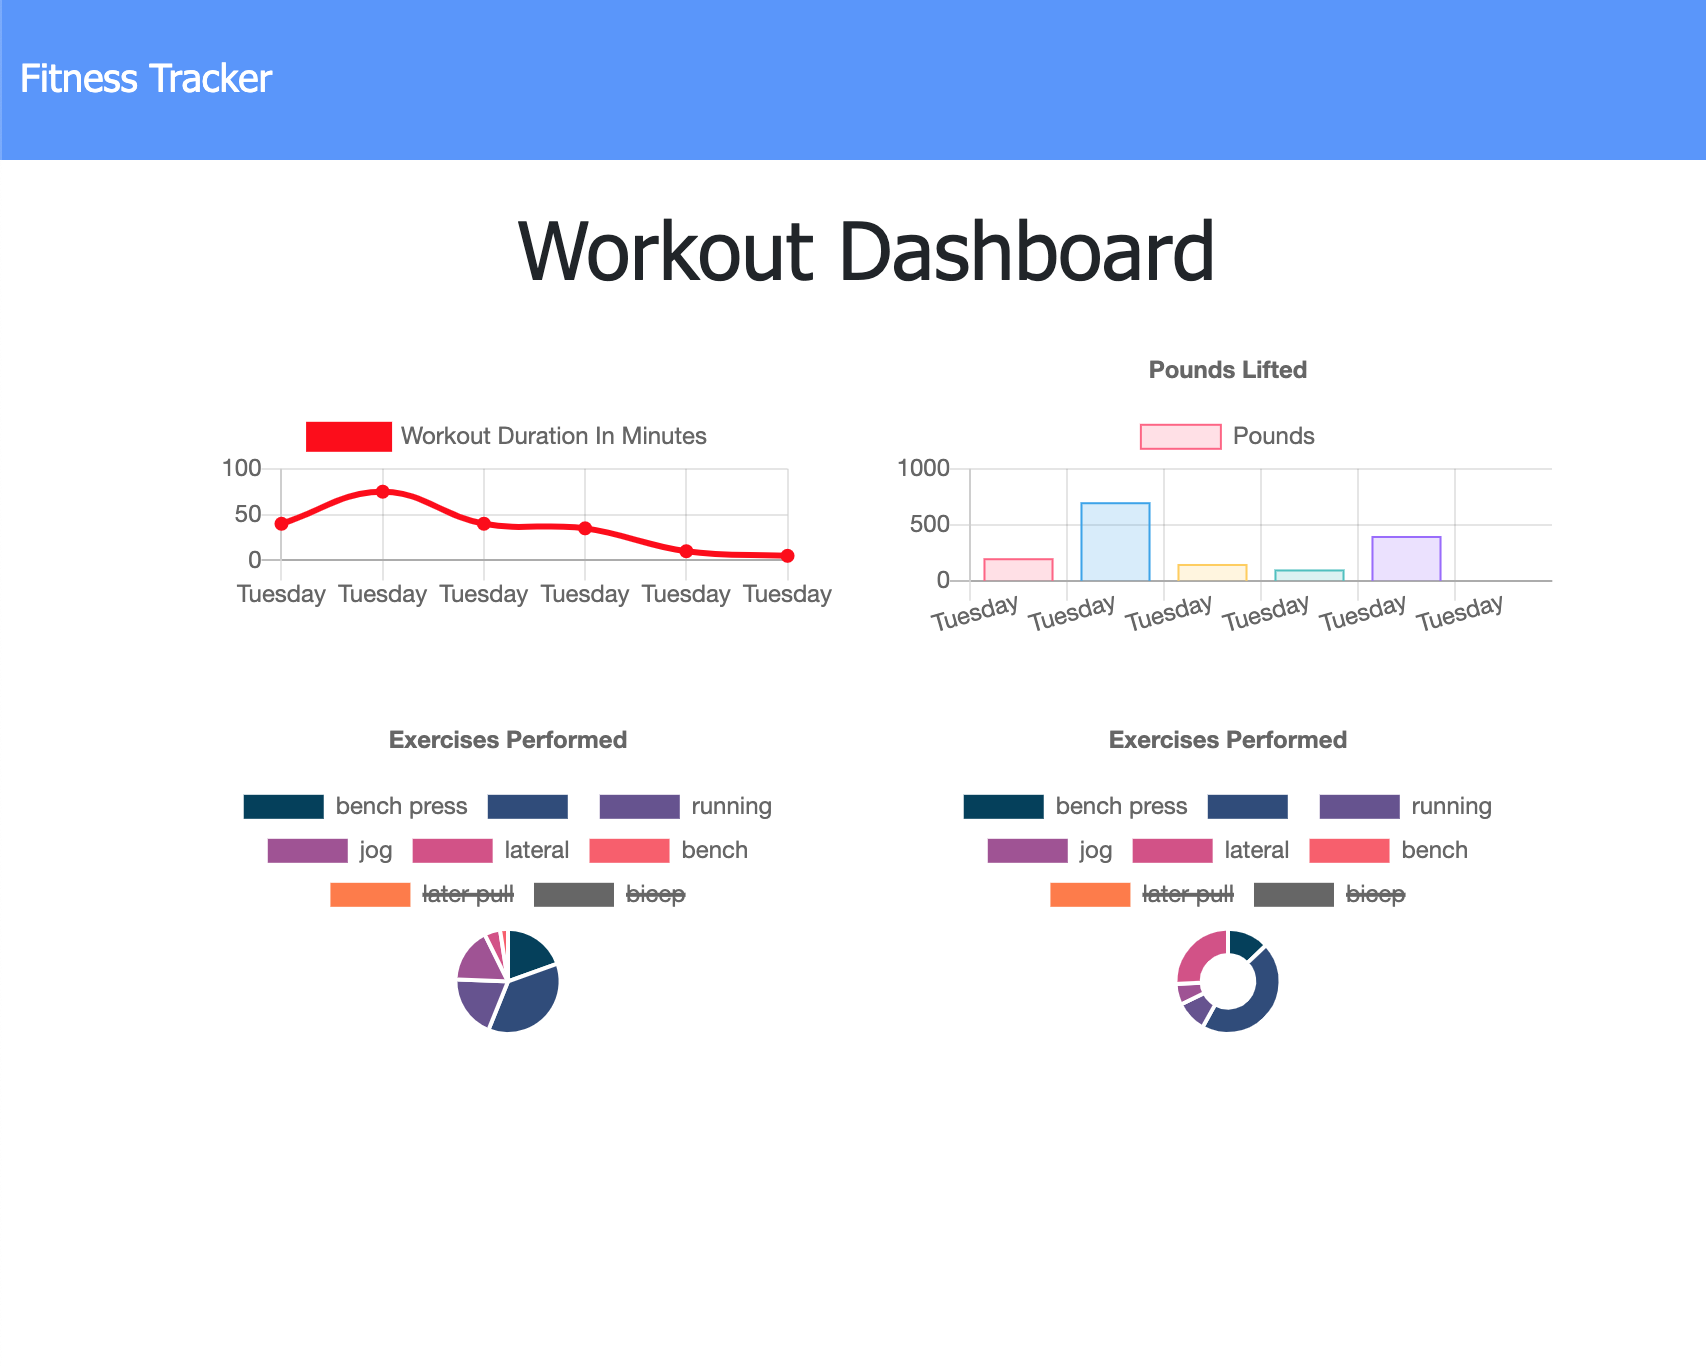 Fitness Tracker
Workout Dashboard
Workout Duration In Minutes
100
50
0
Tuesday Tuesday Tuesday Tuesday Tuesday Tuesday
Pounds Lifted
Pounds
1000
500
0
Tuesday Tuesday Tuesday Tuesday Tuesday Tuesday
Exercises Performed
bench press running
jog lateral bench
later pull bicep
Exercises Performed
bench press running
jog lateral bench
later pull bicep